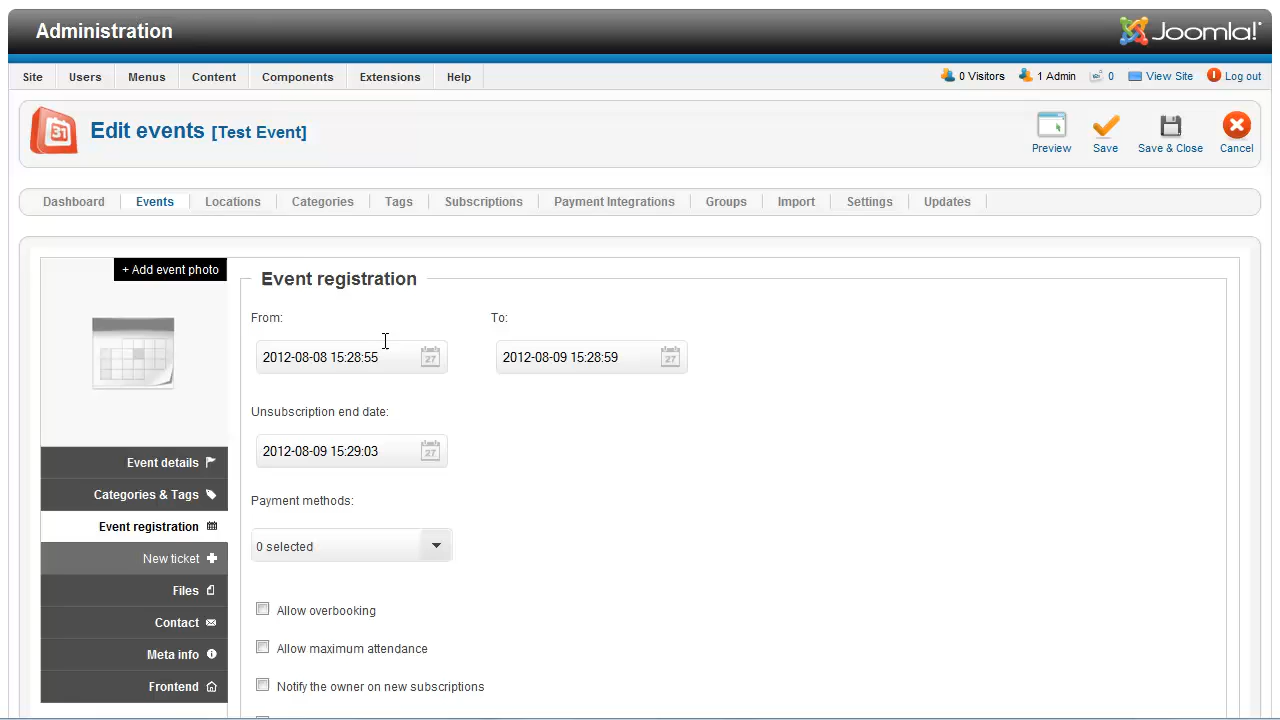 Administration
Joomla!
Site Users Menus Content Components Extensions Help
0 Visitors 1 Admin 0 View Site Log out
31
Edit events [Test Event]
Preview Save Save & Close Cancel
Dashboard Events Locations Categories Tags Subscriptions Payment Integrations Groups Import Settings Updates
+ Add event photo
Event registration
From: To:
2012-08-08 15:28:55 27 2012-08-09 15:28:59 27
Unsubscription end date:
2012-08-09 15:29:03 27
Payment methods:
0 selected
Allow overbooking
Allow maximum attendance
Notify the owner on new subscriptions
Event details
Categories & Tags
Event registration
New ticket
Files
Contact
Meta info
Frontend